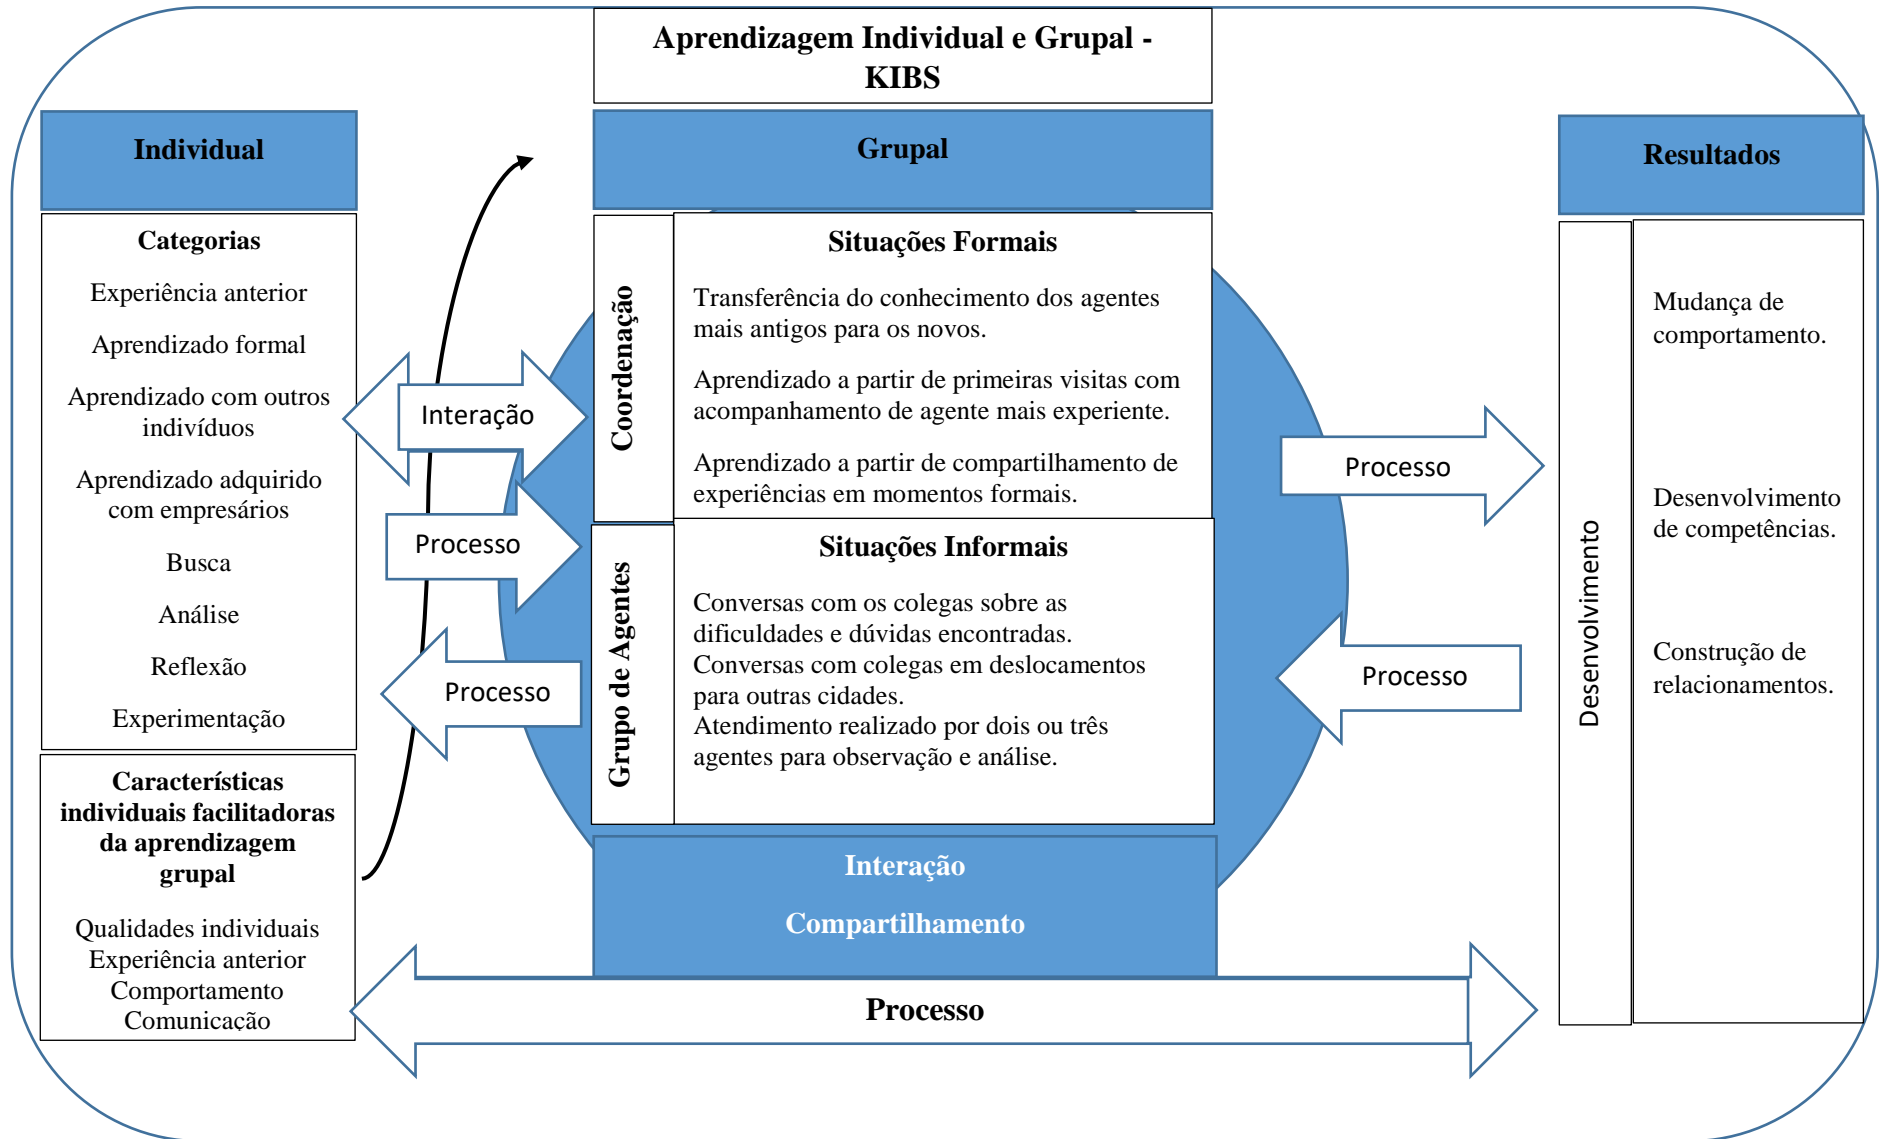 Aprendizagem Individual e Grupal -
KIBS
Individual
Categorias
Experiência anterior
Aprendizado formal
Aprendizado com outros
indivíduos
Aprendizado adquirido
com empresários
Busca
Análise
Reflexão
Experimentação
Características
individuais facilitadoras
da aprendizagem
grupal
Qualidades individuais
Experiência anterior
Comportamento
Comunicação
Interação
Processo
Processo
Grupal
Coordenação
Situações Formais
Transferência do conhecimento dos agentes
mais antigos para os novos.
Aprendizado a partir de primeiras visitas com
acompanhamento de agente mais experiente.
Aprendizado a partir de compartilhamento de
experiências em momentos formais.
Grupo de Agentes
Situações Informais
Conversas com os colegas sobre as
dificuldades e dúvidas encontradas.
Conversas com colegas em deslocamentos
para outras cidades.
Atendimento realizado por dois ou três
agentes para observação e análise.
Interação
Compartilhamento
Processo
Processo
Processo
Resultados
Desenvolvimento
Mudança de
comportamento.
Desenvolvimento
de competências.
Construção de
relacionamentos.